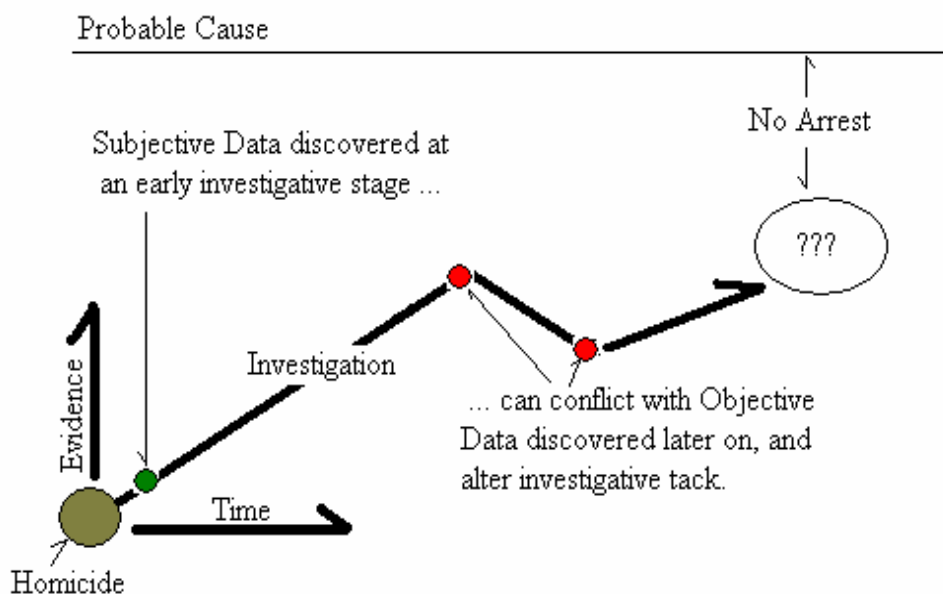 Probable Cause
No Arrest
Subjective Data discovered at
an early investigative stage ...
???
Investigation
Evidence
... can conflict with Objective
Data discovered later on, and
alter investigative tack.
Time
Homicide